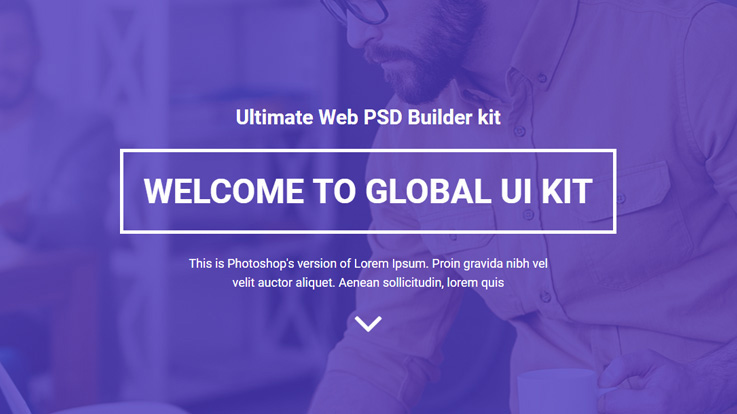 Ultimate Web PSD Builder kit
WELCOME TO GLOBAL UI KIT
This is Photoshop's version of Lorem Ipsum. Proin gravida nibh vel
velit auctor aliquet. Aenean sollicitudin, lorem quis